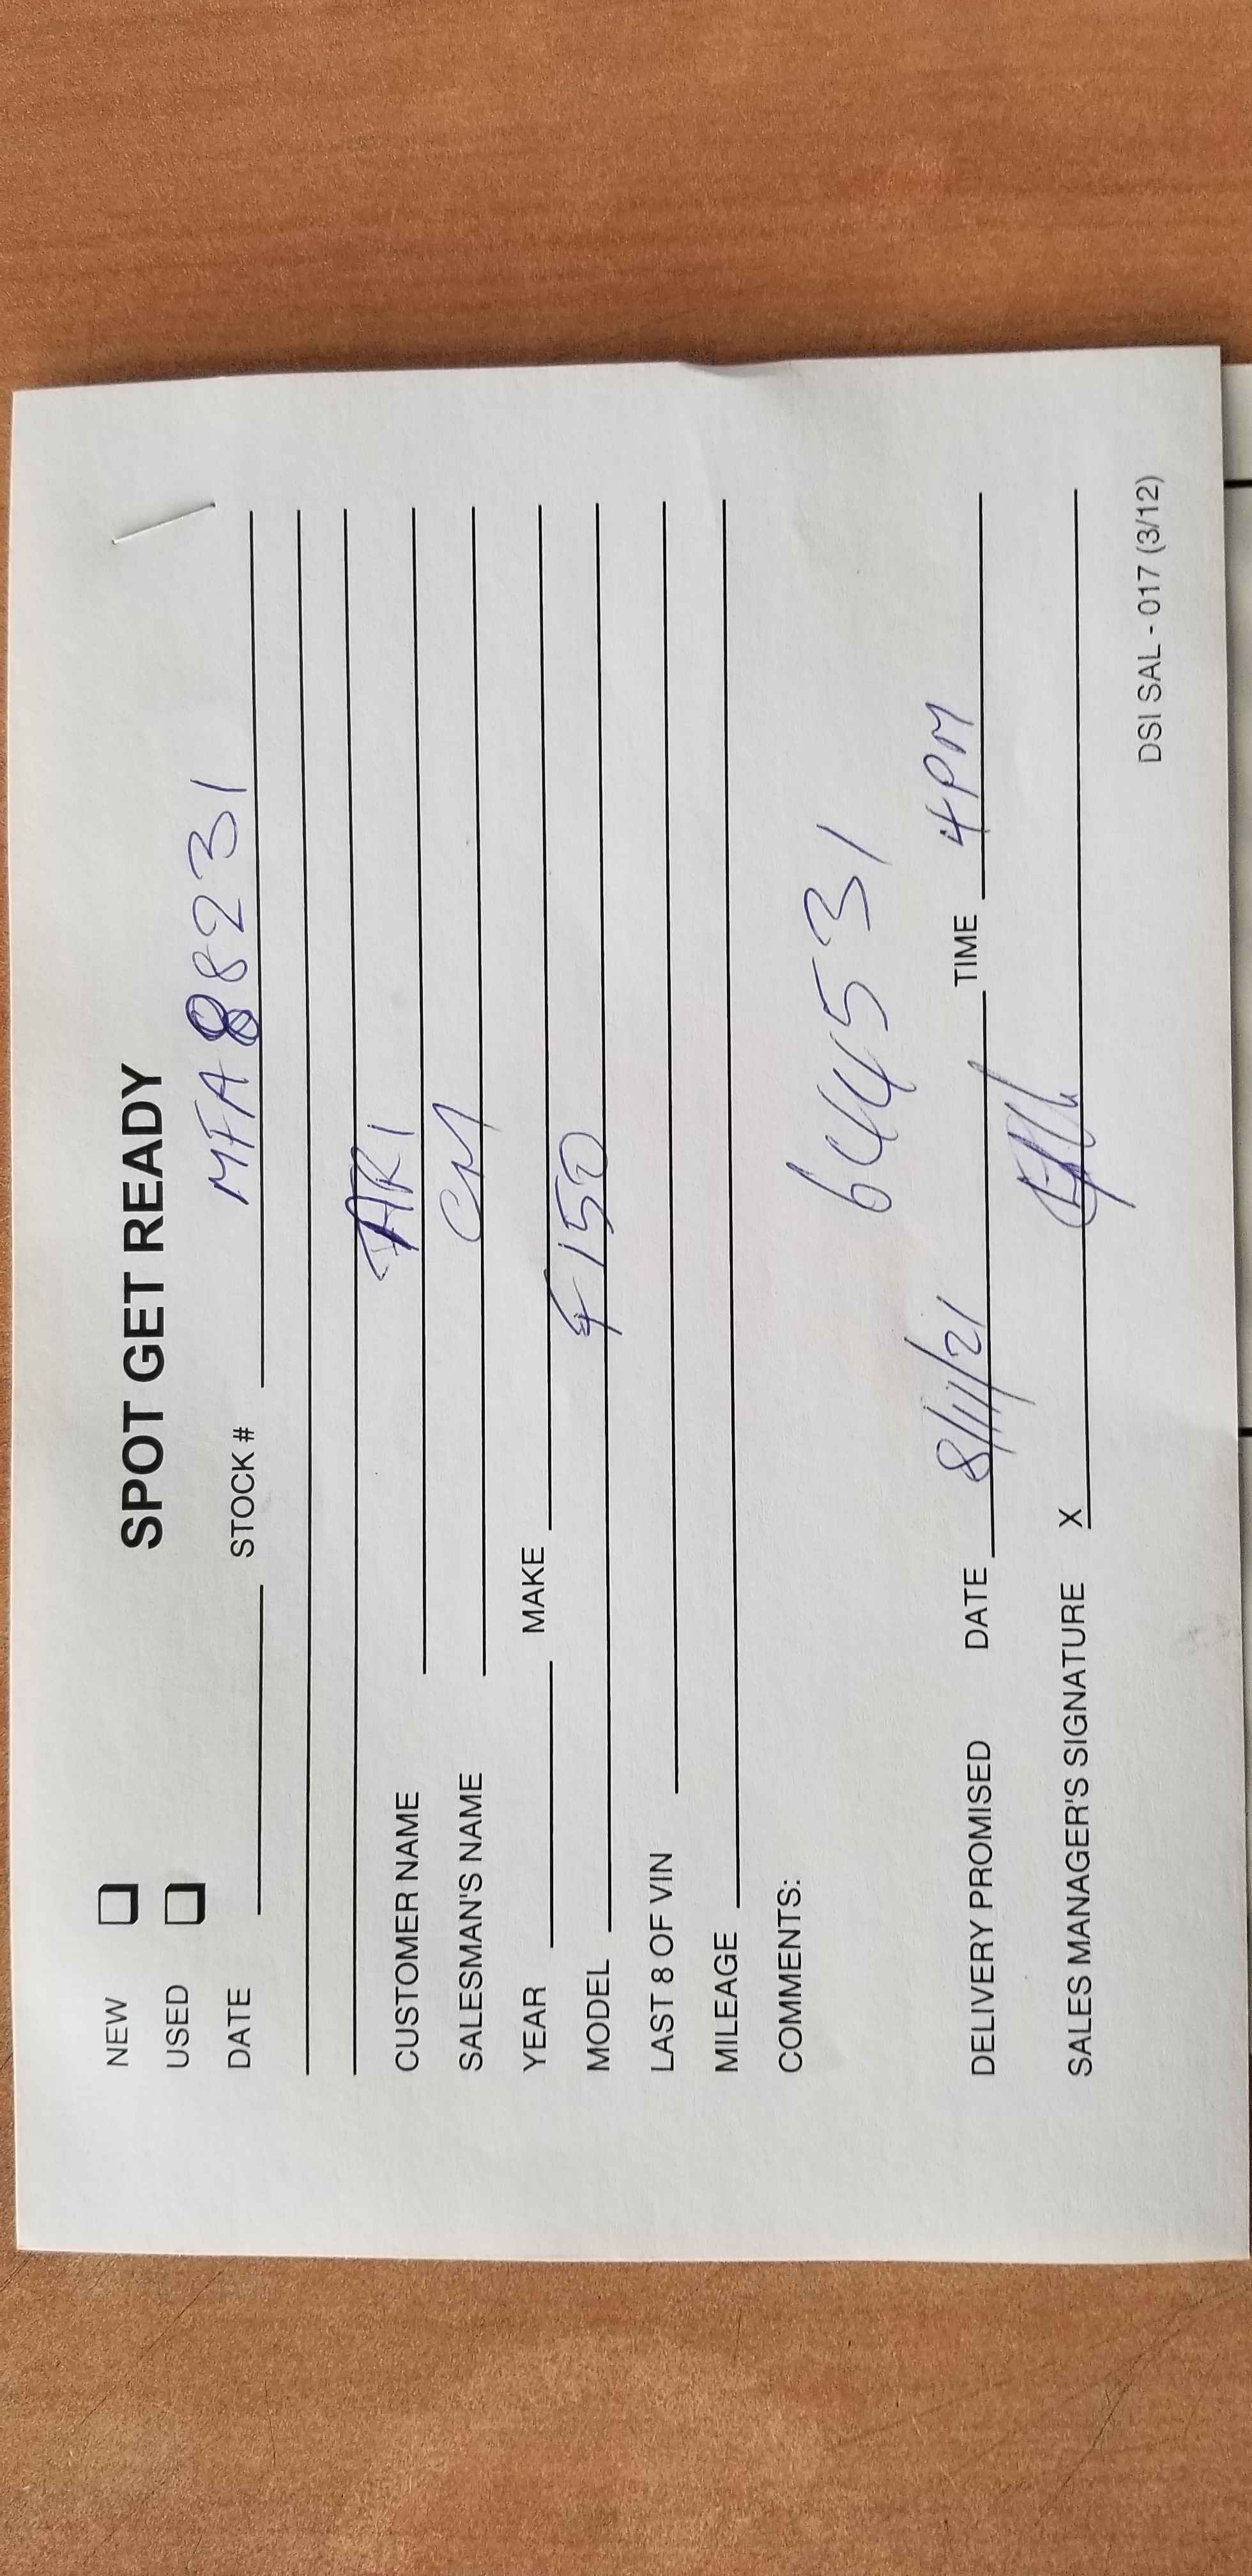 SPOT GET READY
NEW
USED
DATE STOCK # MFA88231
CUSTOMER NAME ARI
SALESMAN'S NAME CM
YEAR MAKE
MODEL F150
LAST 8 OF VIN
MILEAGE
COMMENTS:
644531
DELIVERY PROMISED DATE 8/11/21 TIME 4PM
SALES MANAGER'S SIGNATURE X
DSI SAL - 017 (3/12)